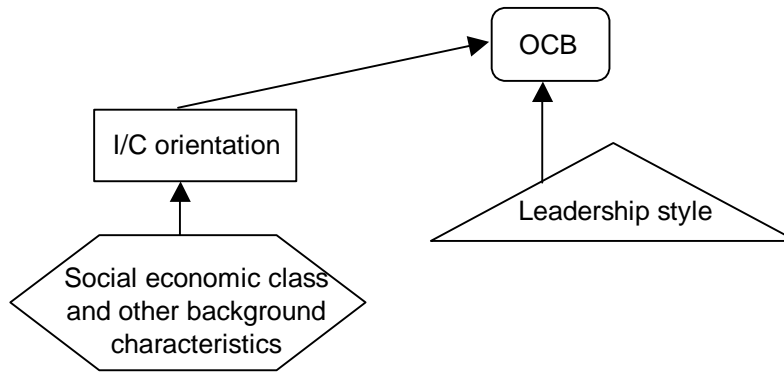 OCB
I/C orientation
Leadership style
Social economic class
and other background
characteristics